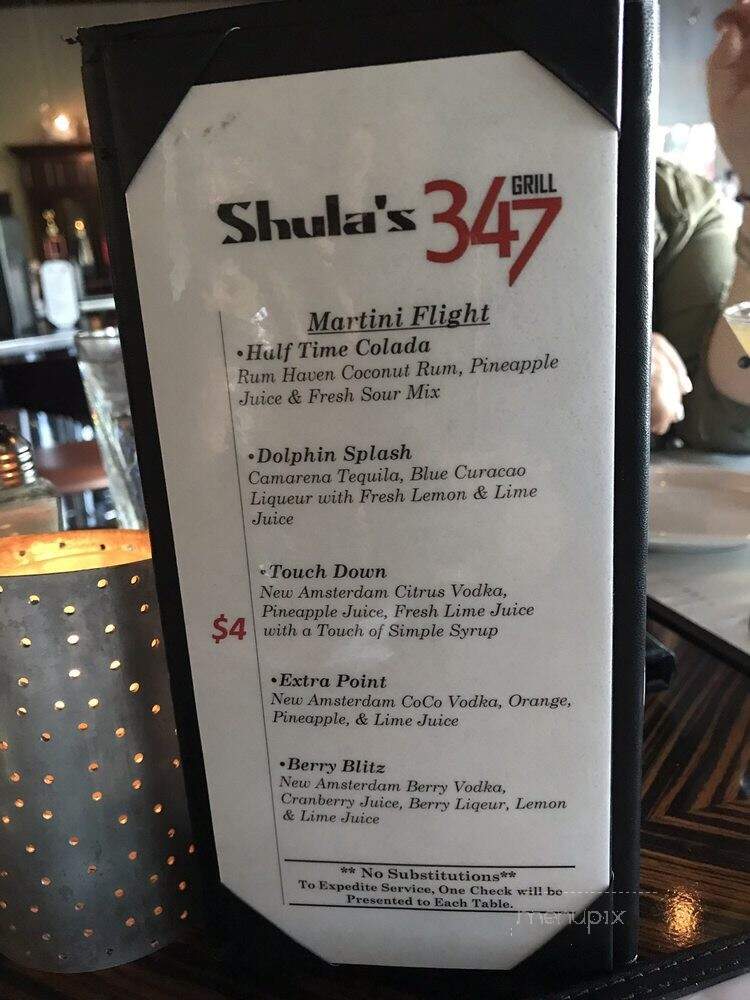 Shula's 347 GRILL
Martini Flight
•Half Time Colada
Rum Haven Coconut Rum, Pineapple
Juice & Fresh Sour Mix
•Dolphin Splash
Camarena Tequila, Blue Curacao
Liqueur with Fresh Lemon & Lime
Juice
•Touch Down
New Amsterdam Citrus Vodka,
Pineapple Juice, Fresh Lime Juice
$4 with a Touch of Simple Syrup
•Extra Point
New Amsterdam CoCo Vodka, Orange,
Pineapple, & Lime Juice
•Berry Blitz
New Amsterdam Berry Vodka,
Cranberry Juice, Berry Liqeur, Lemon
& Lime Juice
** No Substitutions**
To Expedite Service, One Check will be
Presented to Each Table.
menupix